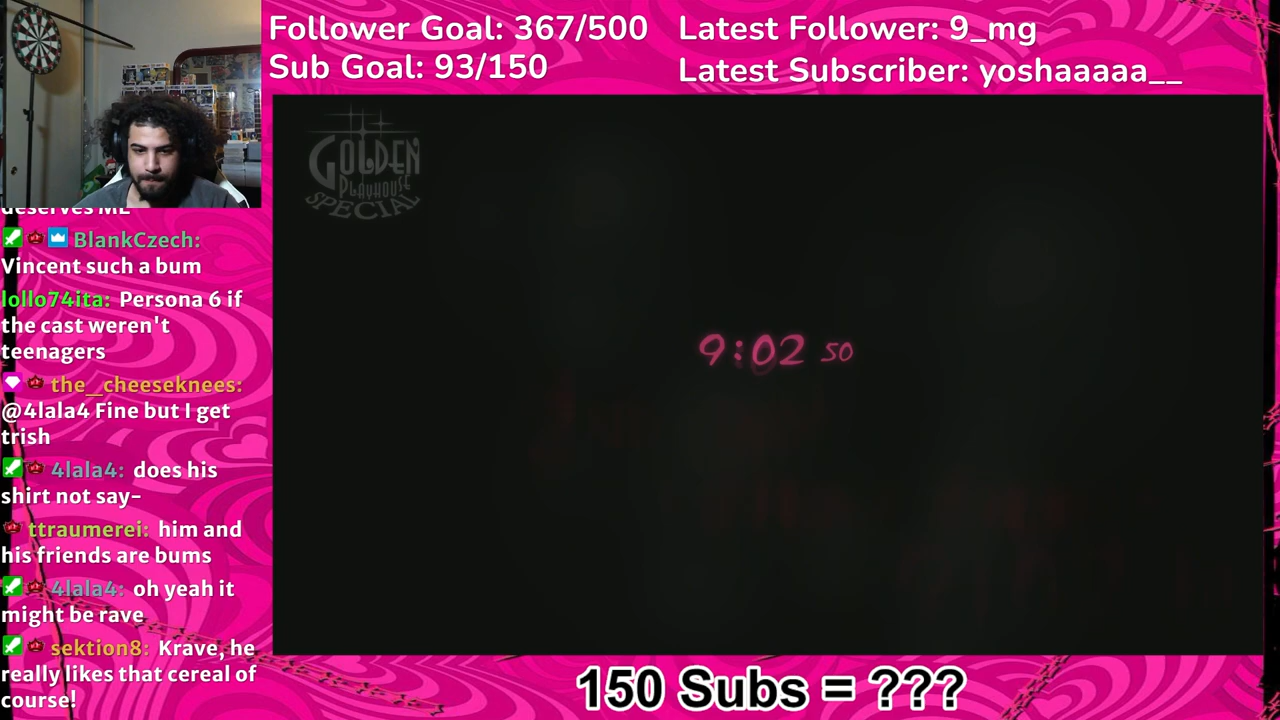 Follower Goal: 367/500
Sub Goal: 93/150
Latest Follower: 9_mg
Latest Subscriber: yoshaaaaa__
GOLDEN
PLAYHOUSE
SPECIAL
9:02 50
deserves ME
BlankCzech:
Vincent such a bum
lollo74ita: Persona 6 if
the cast weren't
teenagers
the__cheeseknees:
@4lala4 Fine but I get
trish
4lala4: does his
shirt not say-
ttraumerei: him and
his friends are bums
4lala4: oh yeah it
might be rave
sektion8: Krave, he
really likes that cereal of
course!
150 Subs = ???